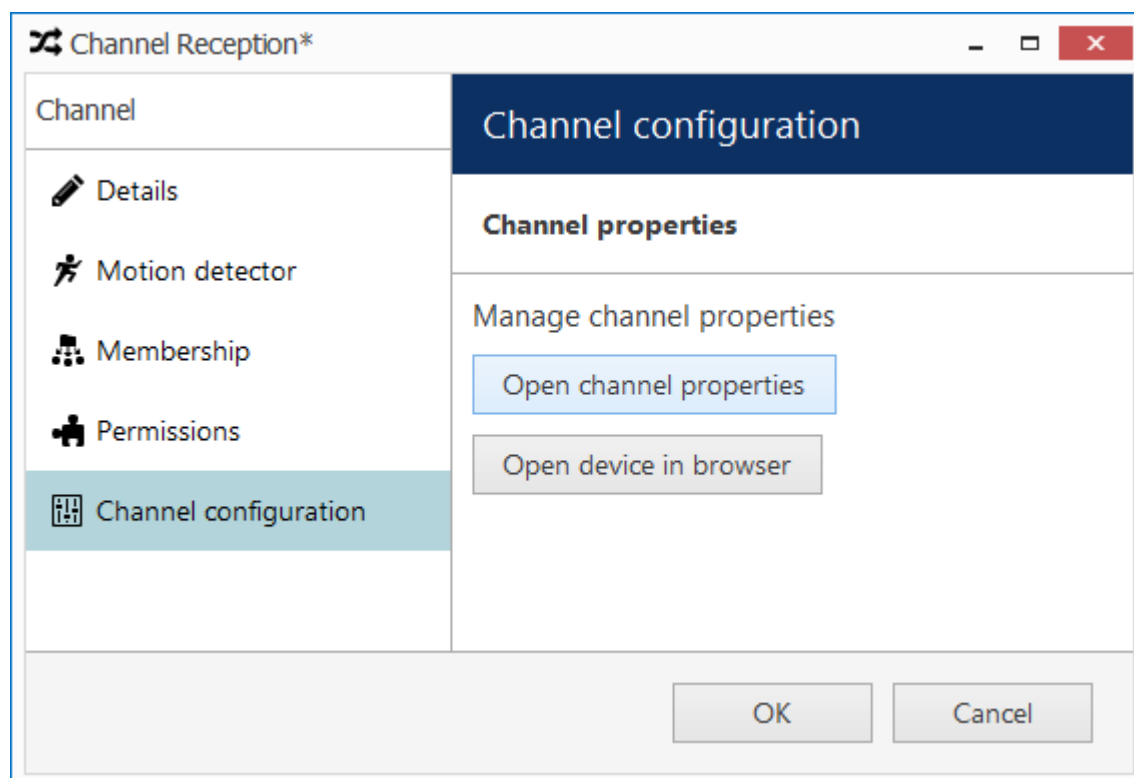 Channel Reception*
Channel
Details
Motion detector
Membership
Permissions
Channel configuration
Channel configuration
Channel properties
Manage channel properties
Open channel properties
Open device in browser
OK
Cancel